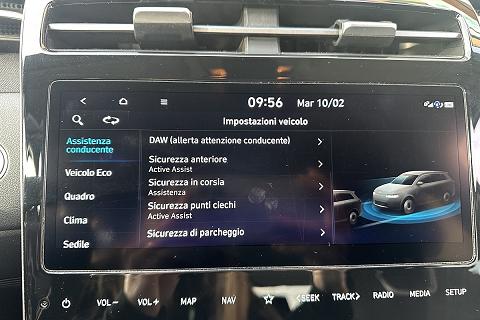 09:56
Mar 10/02
Impostazioni veicolo
Assistenza
conducente
Veicolo Eco
Quadro
Clima
Sedile
DAW (allerta attenzione conducente)
Sicurezza anteriore
Active Assist
Sicurezza in corsia
Assistenza
Sicurezza punti ciechi
Active Assist
Sicurezza di parcheggio
VOL−
VOL+
MAP
NAV
<SEEK
TRACK>
RADIO
MEDIA
SETUP